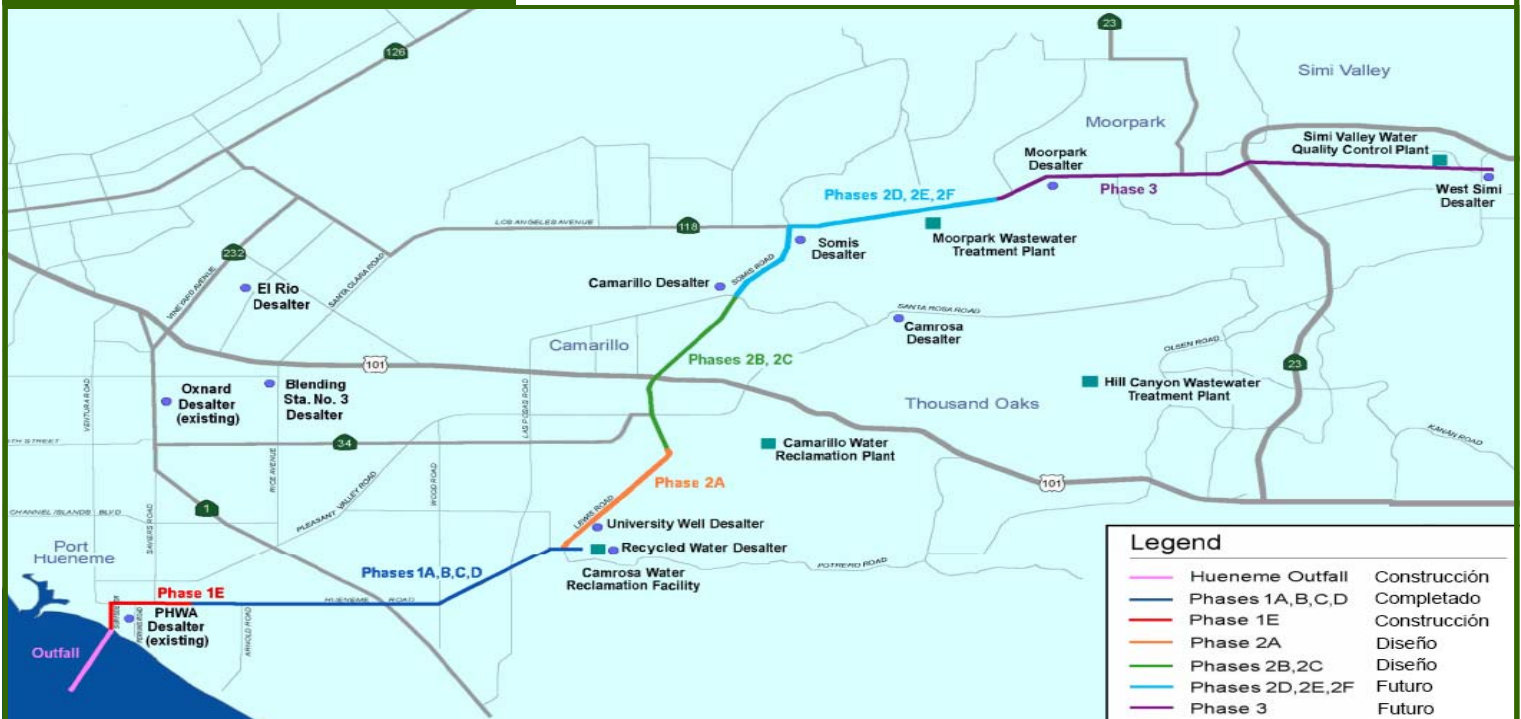 126
23
Simi Valley
Moorpark
Simi Valley Water
Quality Control Plant
Moorpark
Desalter
Phase 3
West Simi
Desalter
Phases 2D, 2E, 2F
LOS ANGELES AVENUE
118
Moorpark Wastewater
Treatment Plant
Somis
Desalter
SOMIS ROAD
232
VINEYARD AVENUE
SANTA CLARA ROAD
El Rio
Desalter
Camarillo Desalter
SANTA ROSA ROAD
Camrosa
Desalter
OLSEN ROAD
Camarillo
101
Phases 2B, 2C
23
Oxnard
Desalter
(existing)
Blending
Sta. No. 3
Desalter
Hill Canyon Wastewater
Treatment Plant
Thousand Oaks
VENTURA ROAD
LAS POSAS ROAD
KANAN ROAD
34
Camarillo Water
Reclamation Plant
RICE AVENUE
WOOD ROAD
PLEASANT VALLEY ROAD
Phase 2A
101
CHANNEL ISLANDS BLVD
1
SAVIERS ROAD
LEWIS ROAD
University Well Desalter
Recycled Water Desalter
Port
Hueneme
Phases 1A,B,C,D
Camrosa Water
Reclamation Facility
POTRERO ROAD
Phase 1E
HUENEME ROAD
PHWA
Desalter
(existing)
ARNOLD ROAD
Outfall
Legend
Hueneme Outfall Construcción
Phases 1A,B,C,D Completado
Phase 1E Construcción
Phase 2A Diseño
Phases 2B,2C Diseño
Phases 2D,2E,2F Futuro
Phase 3 Futuro